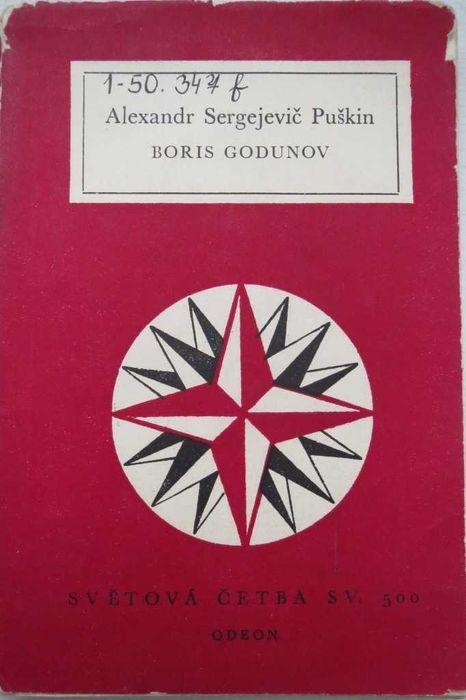 1-50. 347 f
Alexandr Sergejevič Puškin
BORIS GODUNOV
SVĚTOVÁ ČETBA SV. 500
ODEON